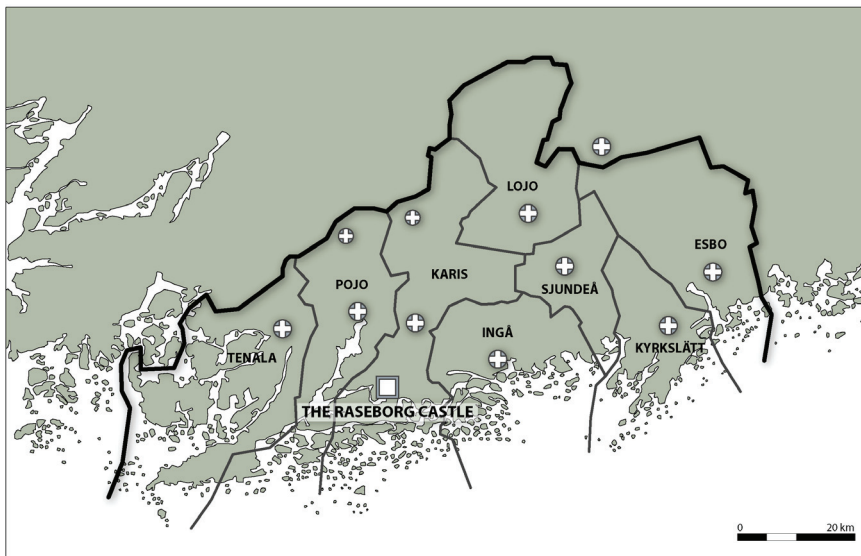 LOJO
ESBO
POJO
KARIS
SJUNDEÅ
INGÅ
KYRKSLÄTT
TENALA
THE RASEBORG CASTLE
0 20 km